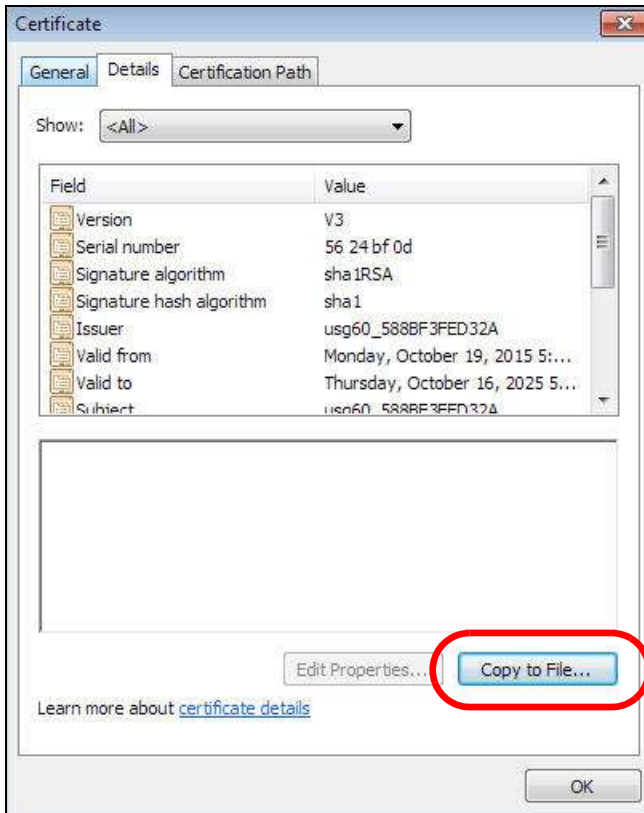 Certificate
General Details Certification Path
Show: <All>
Field Value
Version V3
Serial number 56 24 bf 0d
Signature algorithm sha1RSA
Signature hash algorithm sha1
Issuer usg60_588BF3FED32A
Valid from Monday, October 19, 2015 5:...
Valid to Thursday, October 16, 2025 5...
Subject usg60_588BF3FED32A
Edit Properties... Copy to File...
Learn more about certificate details
OK